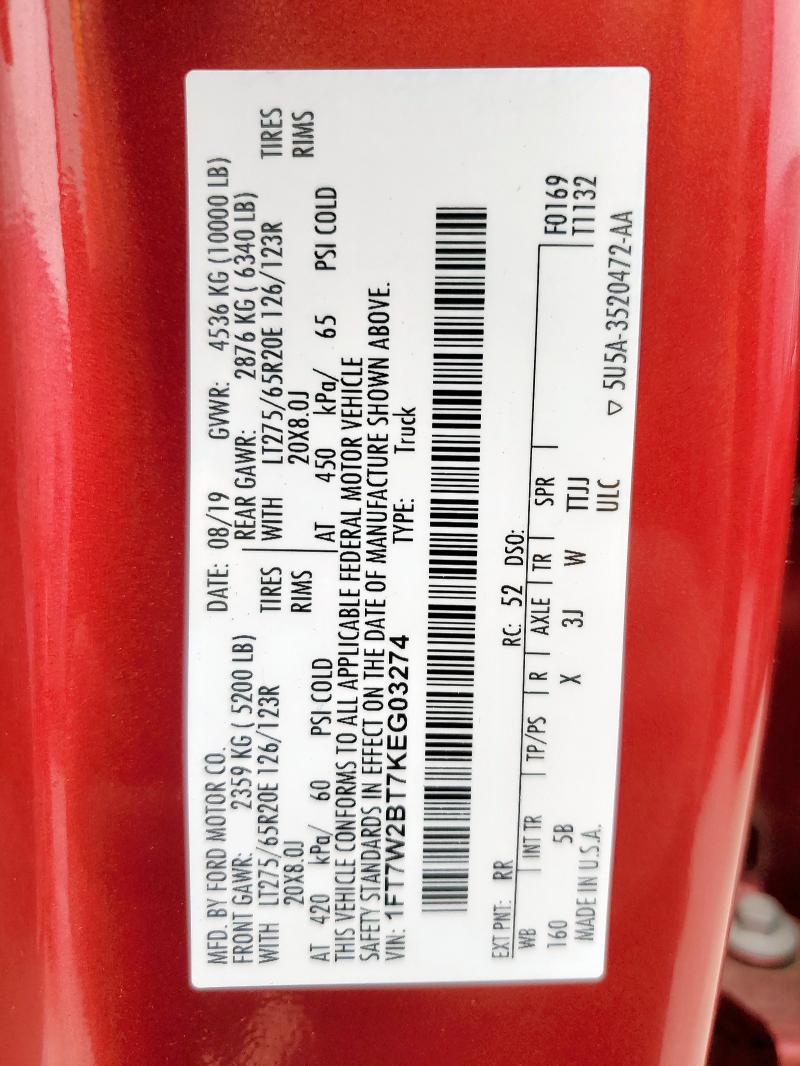 MFD. BY FORD MOTOR CO. DATE: 08/19 GVWR: 4536 KG (10000 LB)
FRONT GAWR: 2359 KG ( 5200 LB) REAR GAWR: 2876 KG ( 6340 LB)
WITH LT275/65R20E 126/123R TIRES WITH LT275/65R20E 126/123R TIRES
20X8.0J RIMS 20X8.0J RIMS
AT 420 kPa/ 60 PSI COLD AT 450 kPa/ 65 PSI COLD
THIS VEHICLE CONFORMS TO ALL APPLICABLE FEDERAL MOTOR VEHICLE
SAFETY STANDARDS IN EFFECT ON THE DATE OF MANUFACTURE SHOWN ABOVE.
VIN: 1FT7W2BT7KEG03274 TYPE: Truck
EXT PNT: RR RC: 52 DSO:
WB INT TR TP/PS R AXLE TR SPR F0169
160 5B X 3J W TTJJ T1132
MADE IN U.S.A. ULC
▽ 5U5A-3520472-AA